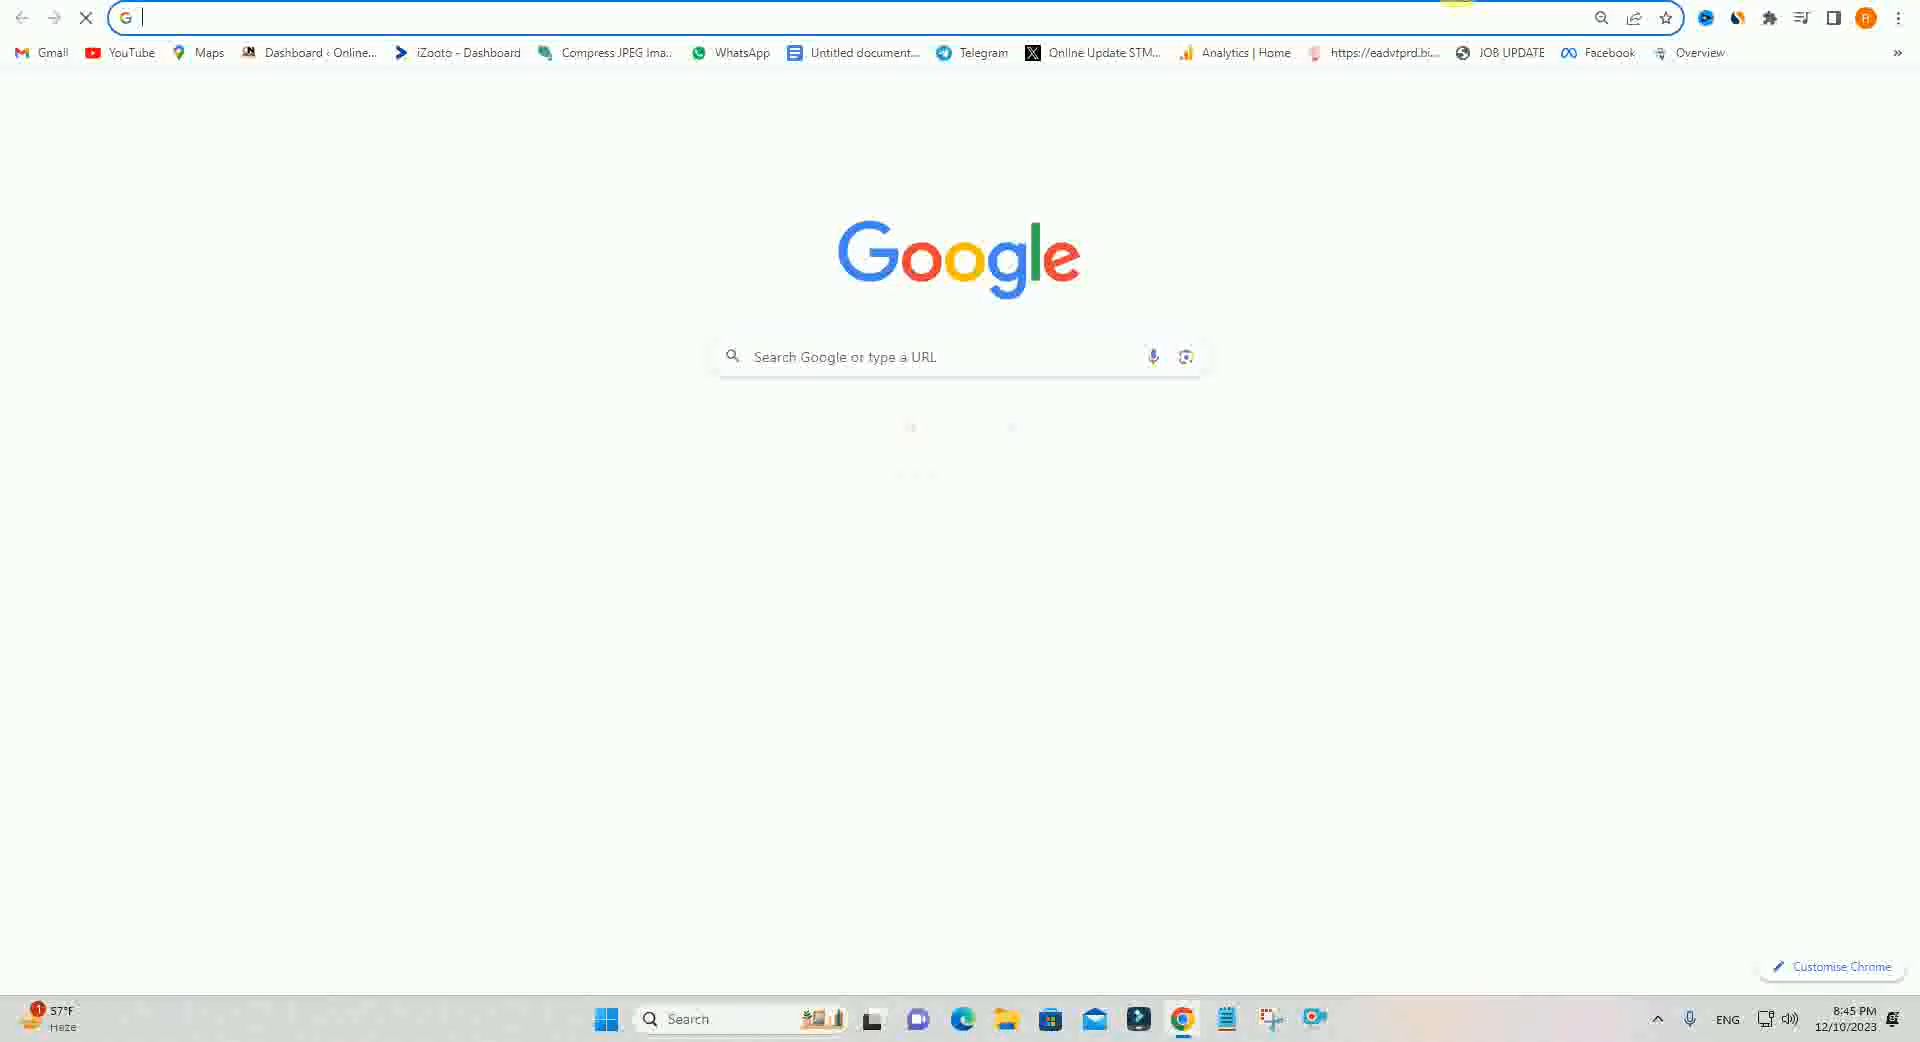 Gmail YouTube Maps Dashboard ‹ Online... iZooto - Dashboard Compress JPEG Ima... WhatsApp Untitled document... Telegram Online Update STM... Analytics | Home https://eadvtprd.bi... JOB UPDATE Facebook Overview »
Google
Search Google or type a URL
Customise Chrome
1 57°F
Haze
Search
ENG
8:45 PM
12/10/2023